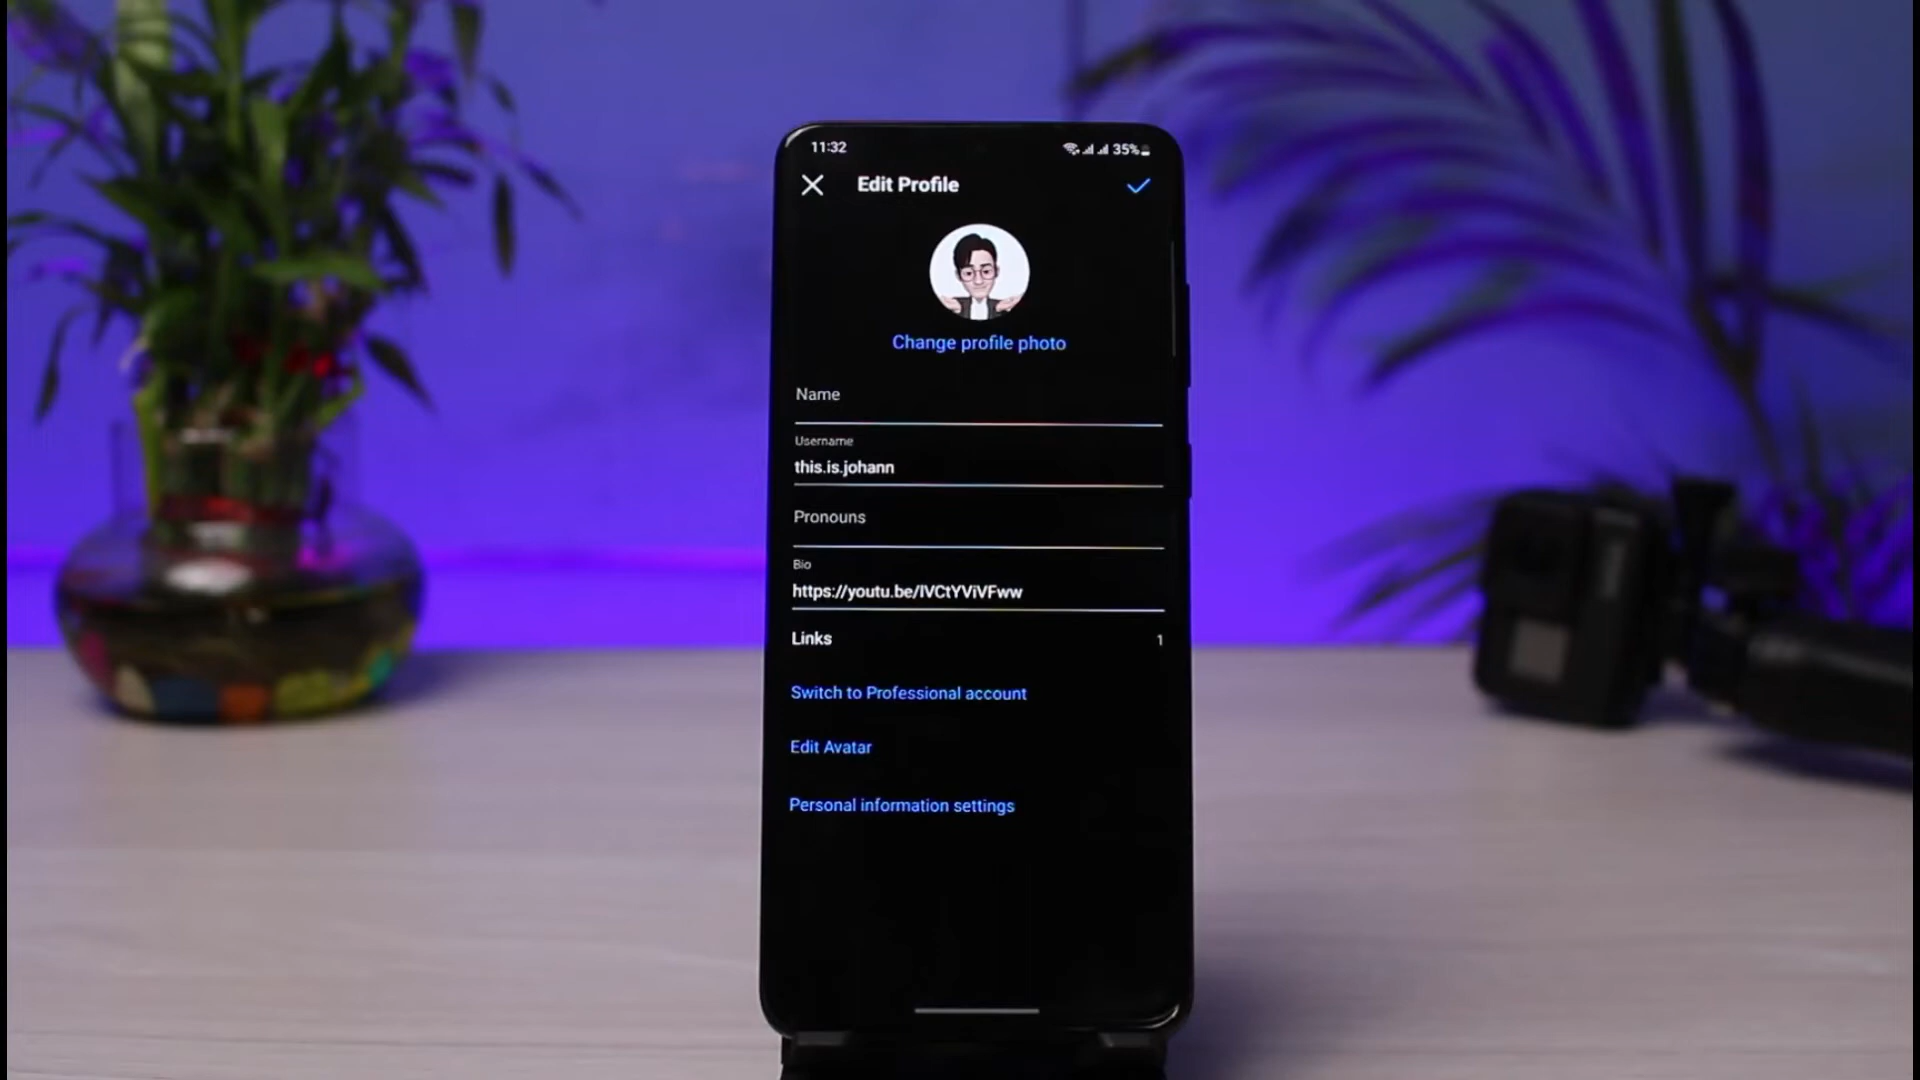 11:32 35%
Edit Profile
Change profile photo
Name
Username
this.is.johann
Pronouns
Bio
https://youtu.be/IVCtYViVFww
Links 1
Switch to Professional account
Edit Avatar
Personal information settings